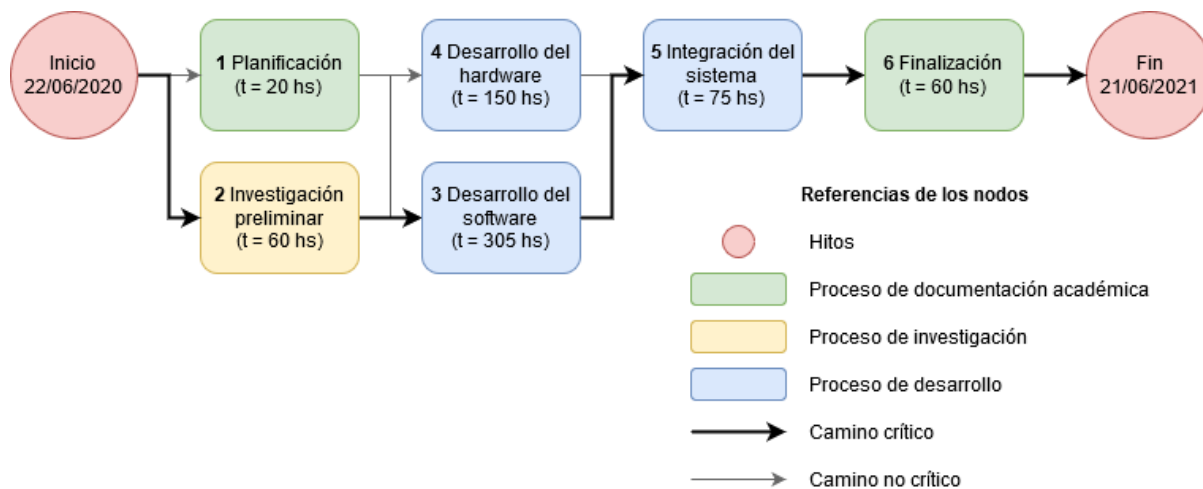 Inicio
22/06/2020
1 Planificación
(t = 20 hs)
4 Desarrollo del
hardware
(t = 150 hs)
5 Integración del
sistema
(t = 75 hs)
6 Finalización
(t = 60 hs)
Fin
21/06/2021
2 Investigación
preliminar
(t = 60 hs)
3 Desarrollo del
software
(t = 305 hs)
Referencias de los nodos
Hitos
Proceso de documentación académica
Proceso de investigación
Proceso de desarrollo
Camino crítico
Camino no crítico